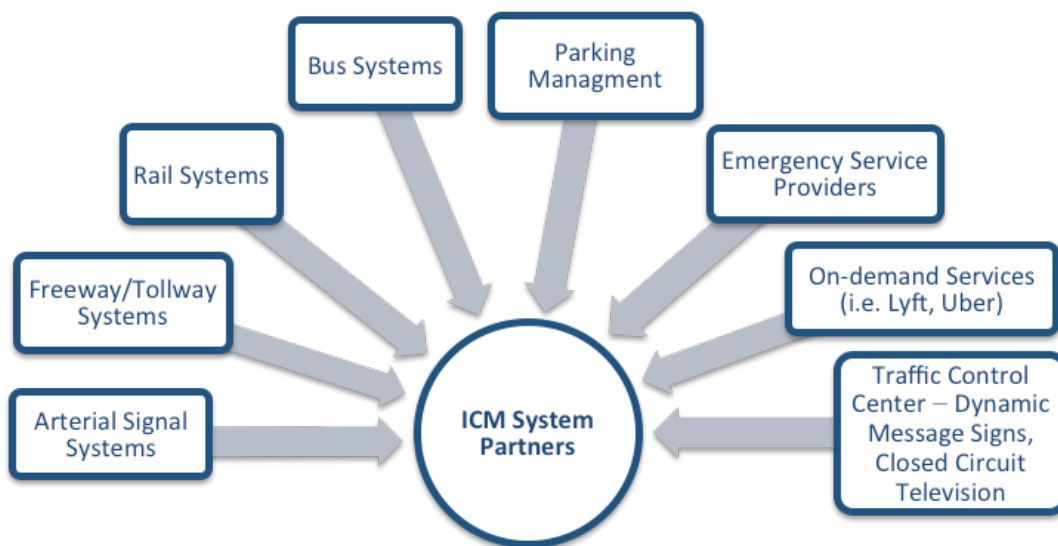 Bus Systems
Parking
Managment
Rail Systems
Emergency Service
Providers
Freeway/Tollway
Systems
On-demand Services
(i.e. Lyft, Uber)
Arterial Signal
Systems
ICM System
Partners
Traffic Control
Center – Dynamic
Message Signs,
Closed Circuit
Television